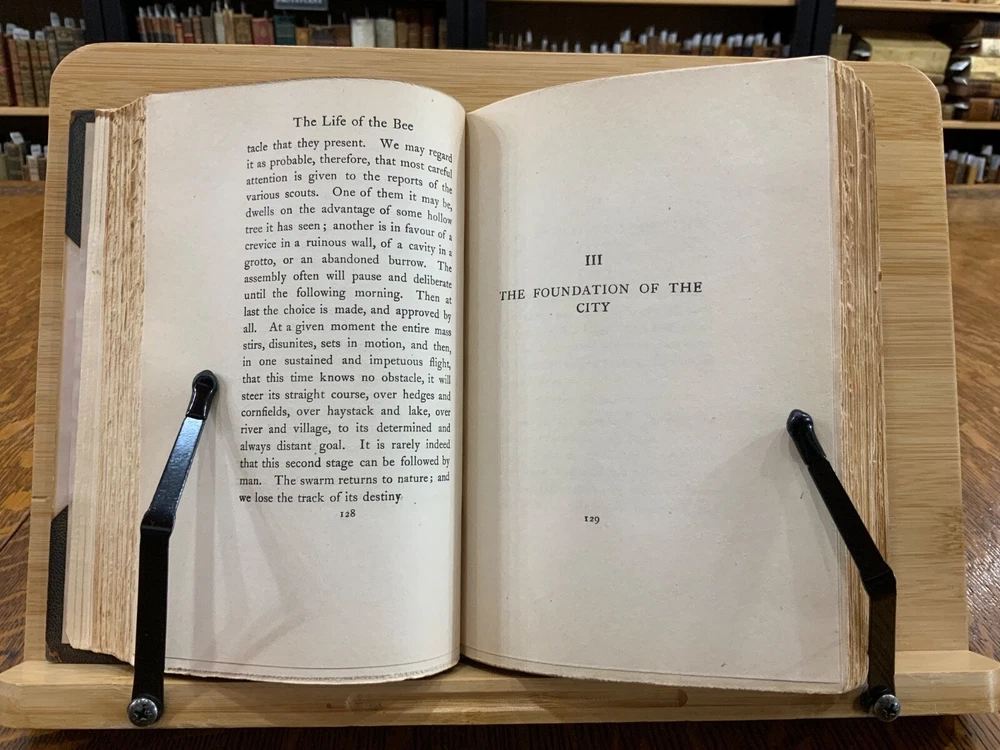 The Life of the Bee
tacle that they present. We may regard
it as probable, therefore, that most careful
attention is given to the reports of the
various scouts. One of them it may be,
dwells on the advantage of some hollow
tree it has seen; another is in favour of a
crevice in a ruinous wall, of a cavity in a
grotto, or an abandoned burrow. The
assembly often will pause and deliberate
until the following morning. Then at
last the choice is made, and approved by
all. At a given moment the entire mass
stirs, disunites, sets in motion, and then,
in one sustained and impetuous flight,
that this time knows no obstacle, it will
steer its straight course, over hedges and
cornfields, over haystack and lake, over
river and village, to its determined and
always distant goal. It is rarely indeed
that this second stage can be followed by
man. The swarm returns to nature; and
we lose the track of its destiny.
128
III
THE FOUNDATION OF THE
CITY
129